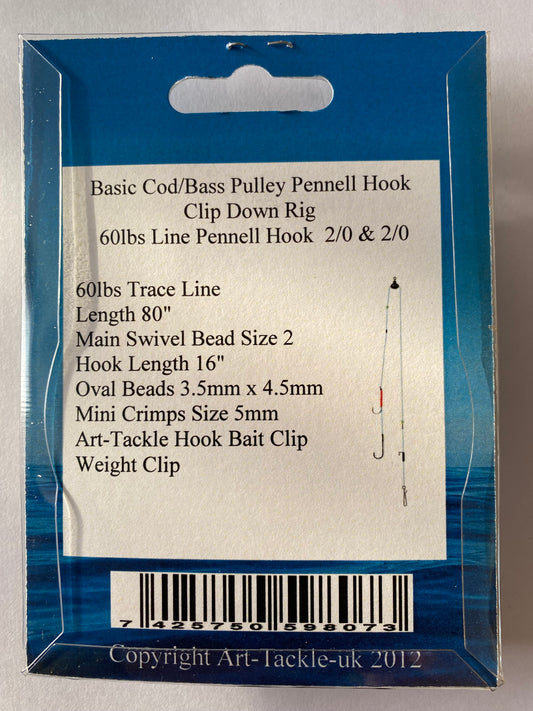 Basic Cod/Bass Pulley Pennell Hook
Clip Down Rig
60lbs Line Pennell Hook 2/0 & 2/0
60lbs Trace Line
Length 80"
Main Swivel Bead Size 2
Hook Length 16"
Oval Beads 3.5mm x 4.5mm
Mini Crimps Size 5mm
Art-Tackle Hook Bait Clip
Weight Clip
7 425750 598073
Copyright Art-Tackle-uk 2012